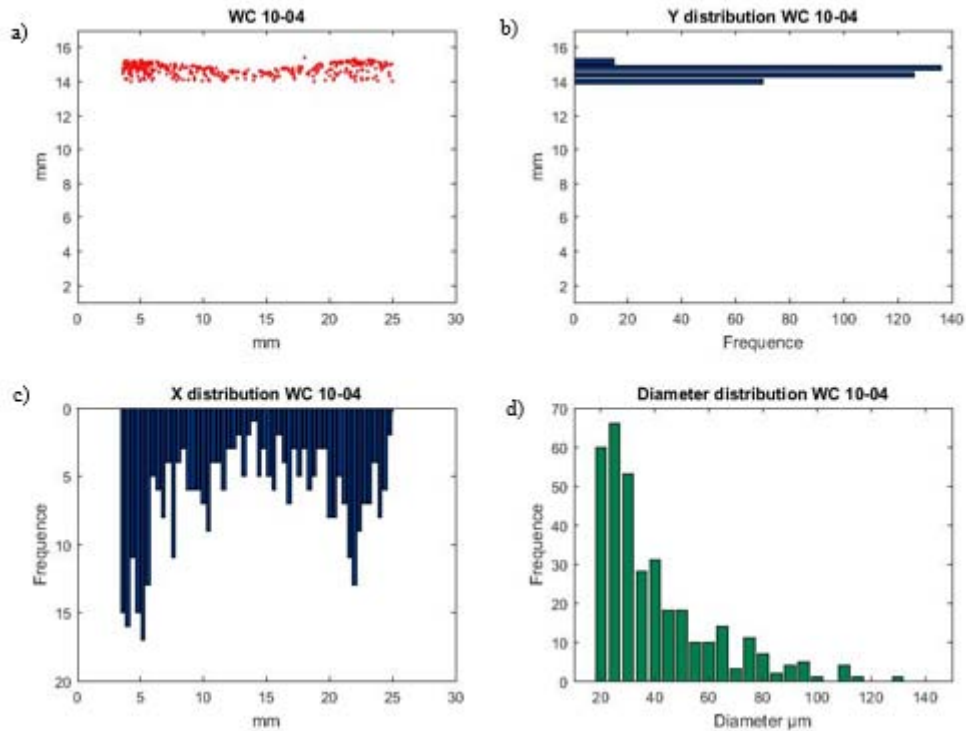 a)
WC 10-04
16
14
12
10
8
6
4
2
mm
0 5 10 15 20 25 30
mm
b)
Y distribution WC 10-04
16
14
12
10
8
6
4
2
mm
0 20 40 60 80 100 120 140
Frequence
c)
X distribution WC 10-04
0
5
10
15
20
Frequence
0 5 10 15 20 25 30
mm
d)
Diameter distribution WC 10-04
70
60
50
40
30
20
10
0
Frequence
20 40 60 80 100 120 140
Diameter µm